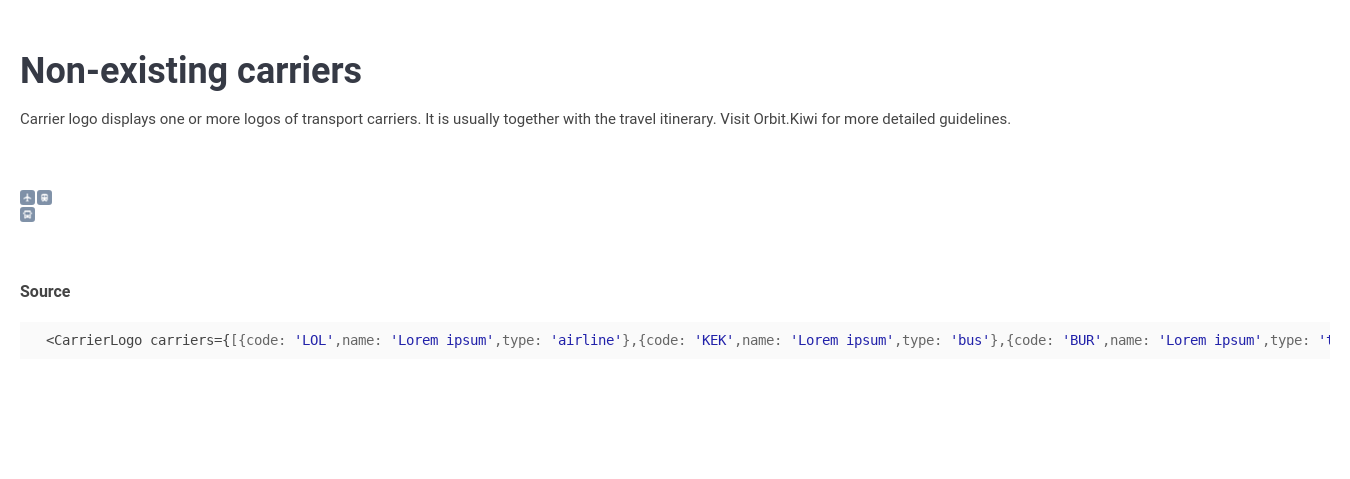 Non-existing carriers
Carrier logo displays one or more logos of transport carriers. It is usually together with the travel itinerary. Visit Orbit.Kiwi for more detailed guidelines.
Source
<CarrierLogo carriers={[{code: 'LOL',name: 'Lorem ipsum',type: 'airline'},{code: 'KEK',name: 'Lorem ipsum',type: 'bus'},{code: 'BUR',name: 'Lorem ipsum',type: 't